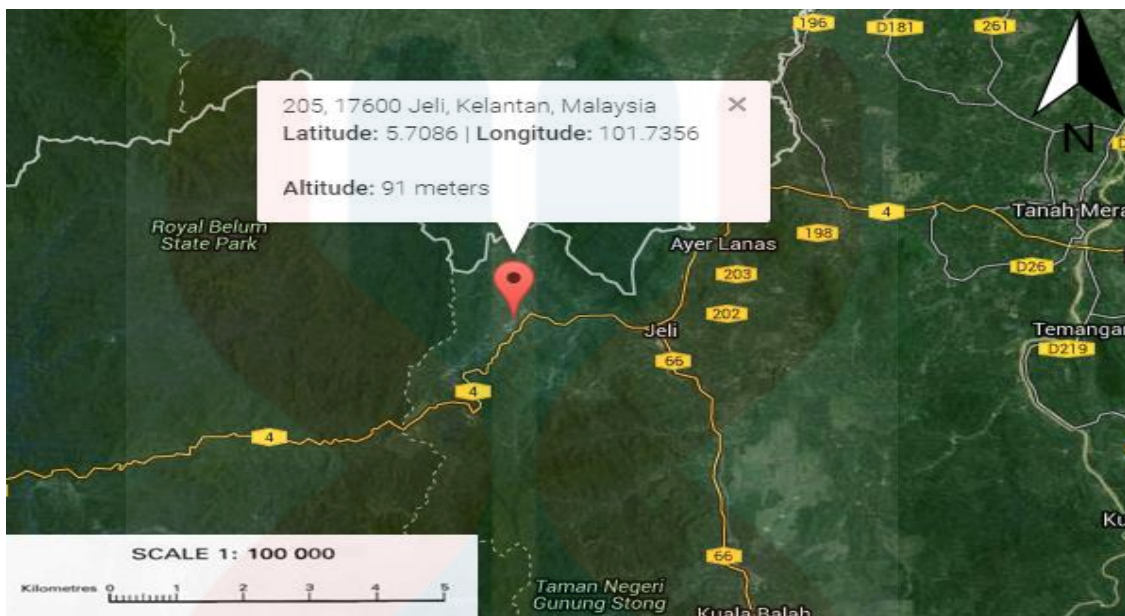 196
D181
261
205, 17600 Jeli, Kelantan, Malaysia ×
Latitude: 5.7086 | Longitude: 101.7356
Altitude: 91 meters
N
Royal Belum
State Park
4
Tanah Mera
198
Ayer Lanas
203
D26
202
Jeli
Temangan
D219
66
4
4
SCALE 1: 100 000
Kilometres 0 1 2 3 4 5
66
Ku
Taman Negeri
Gunung Stong
Kuala Balah